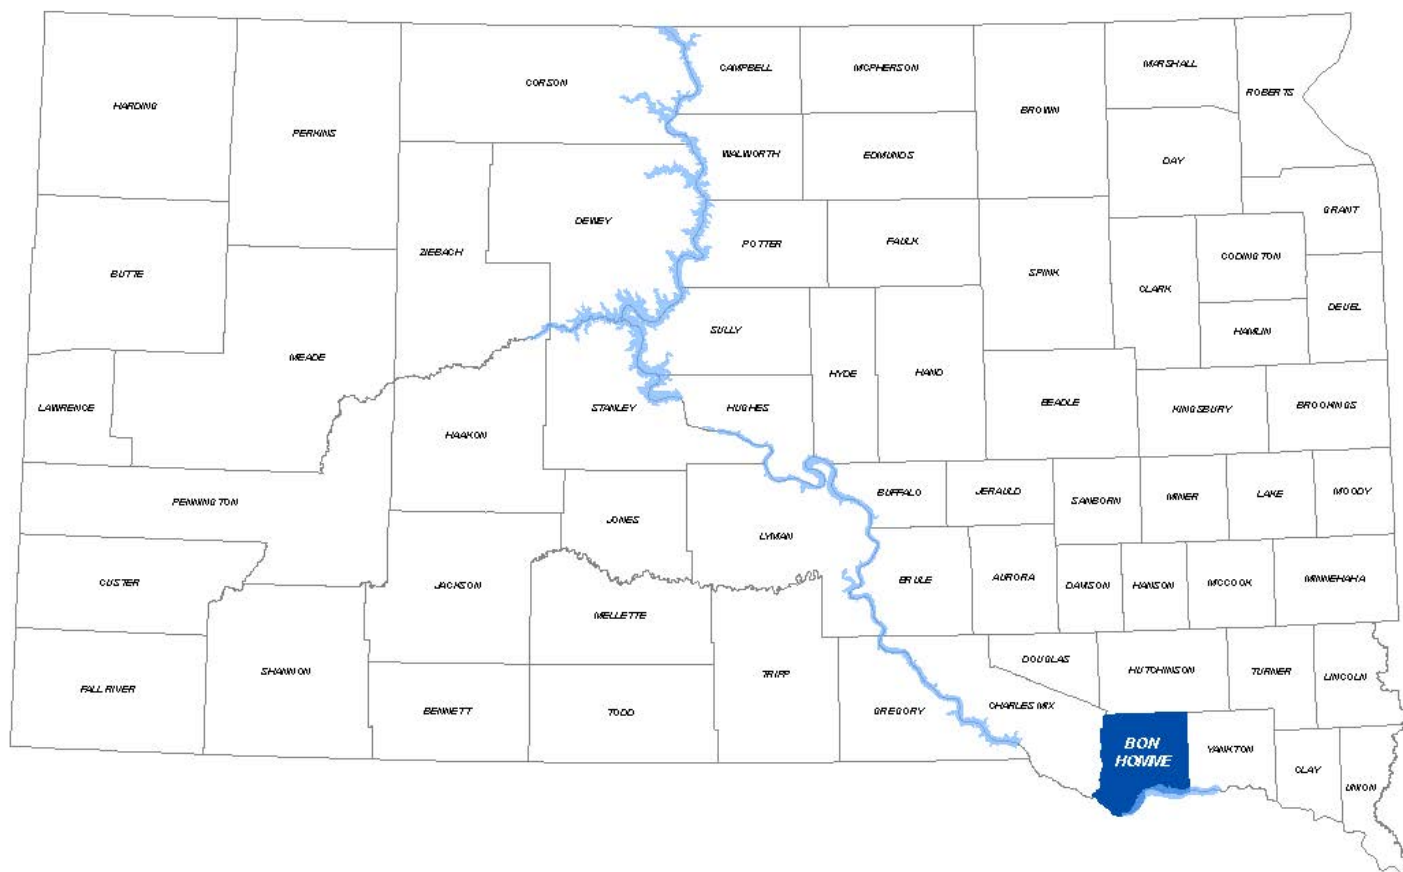 CAMPBELL
MCPHERSON
MARSHALL
CORSON
ROBERTS
HARDING
BROWN
PERKINS
WALWORTH
EDMUNDS
DAY
GRANT
DEWEY
POTTER
FAULK
ZIEBACH
CODINGTON
BUTTE
SPINK
CLARK
DEUEL
SULLY
HAMLIN
MEADE
HYDE
HAND
LAWRENCE
STANLEY
HUGHES
BEADLE
KINGSBURY
BROOKINGS
HAAKON
PENNINGTON
BUFFALO
JERAULD
SANBORN
MINER
LAKE
MOODY
JONES
LYMAN
CUSTER
JACKSON
BRULE
AURORA
DAVISON
HANSON
MCCOOK
MINNEHAHA
MELLETTE
SHANNON
TRIPP
DOUGLAS
HUTCHINSON
TURNER
LINCOLN
FALL RIVER
BENNETT
TODD
GREGORY
CHARLES MIX
BON
HOMME
YANKTON
CLAY
UNION